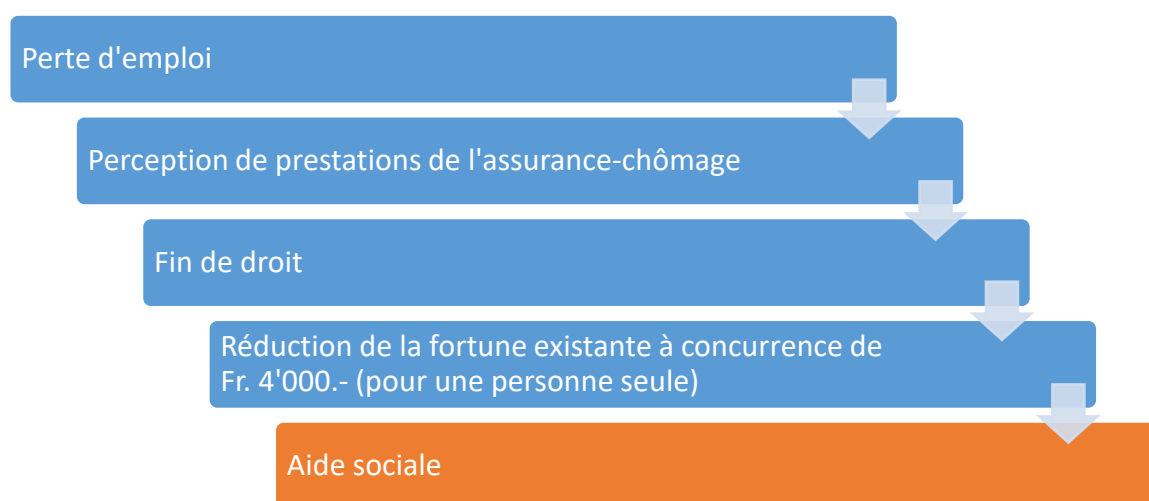 Perte d'emploi
Perception de prestations de l'assurance-chômage
Fin de droit
Réduction de la fortune existante à concurrence de
Fr. 4'000.- (pour une personne seule)
Aide sociale